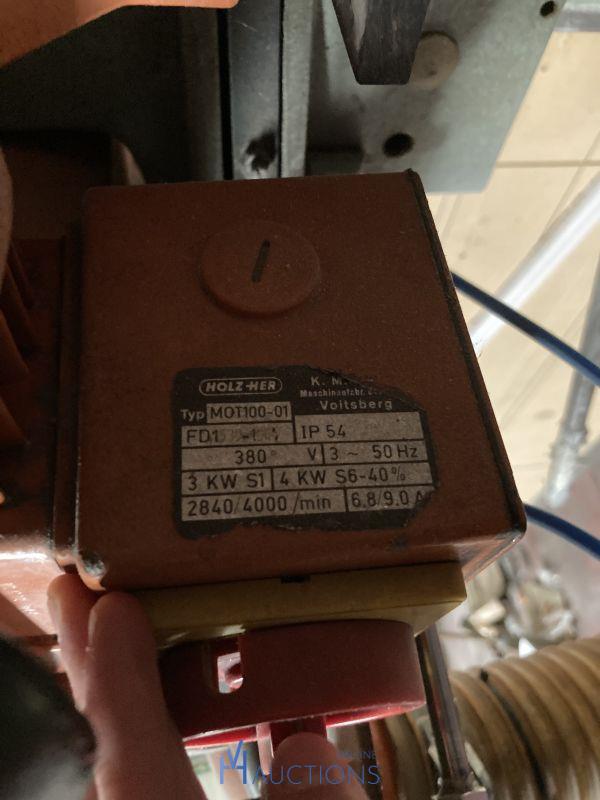 HOLZ-HER K. M.
Maschinenfabr.
Typ MOT100-01 Voitsberg
IP 54
380 V 3 ~ 50 Hz
3 KW S1 4 KW S6-40%
2840/4000 /min 6.8/9.0 A
AUCTIONS